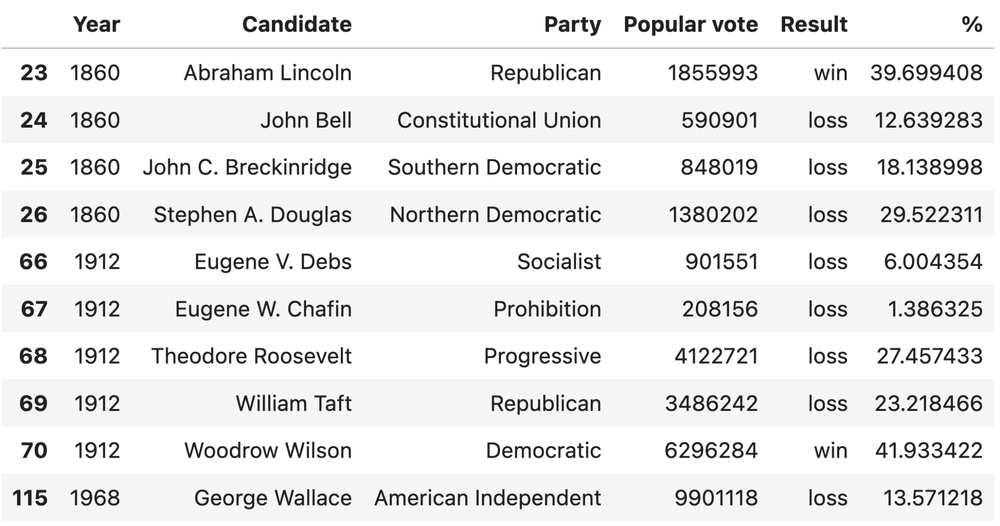 Year Candidate Party Popular vote Result %
23 1860 Abraham Lincoln Republican 1855993 win 39.699408
24 1860 John Bell Constitutional Union 590901 loss 12.639283
25 1860 John C. Breckinridge Southern Democratic 848019 loss 18.138998
26 1860 Stephen A. Douglas Northern Democratic 1380202 loss 29.522311
66 1912 Eugene V. Debs Socialist 901551 loss 6.004354
67 1912 Eugene W. Chafin Prohibition 208156 loss 1.386325
68 1912 Theodore Roosevelt Progressive 4122721 loss 27.457433
69 1912 William Taft Republican 3486242 loss 23.218466
70 1912 Woodrow Wilson Democratic 6296284 win 41.933422
115 1968 George Wallace American Independent 9901118 loss 13.571218